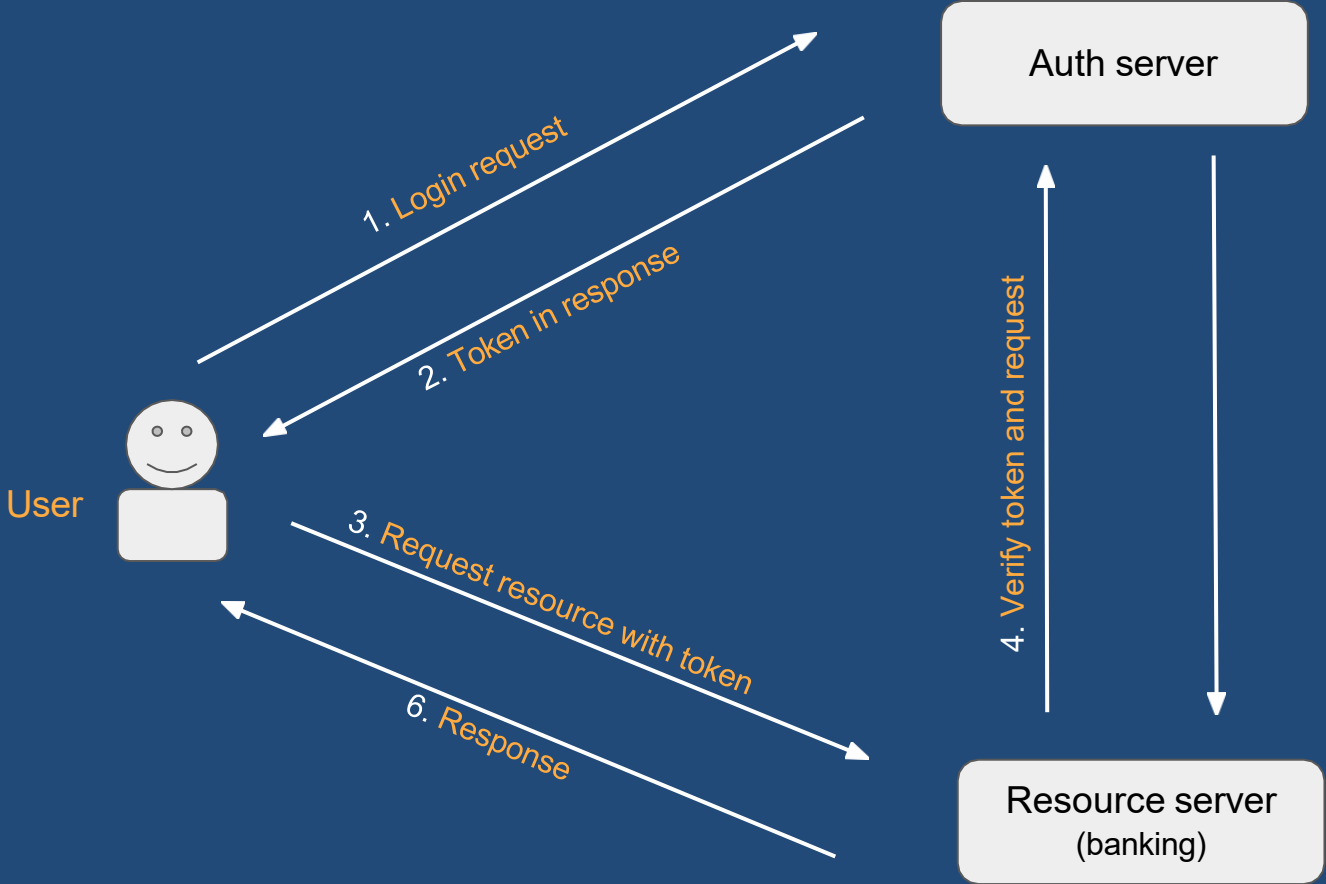 Auth server
1. Login request
2. Token in response
4. Verify token and request
User
3. Request resource with token
6. Response
Resource server
(banking)